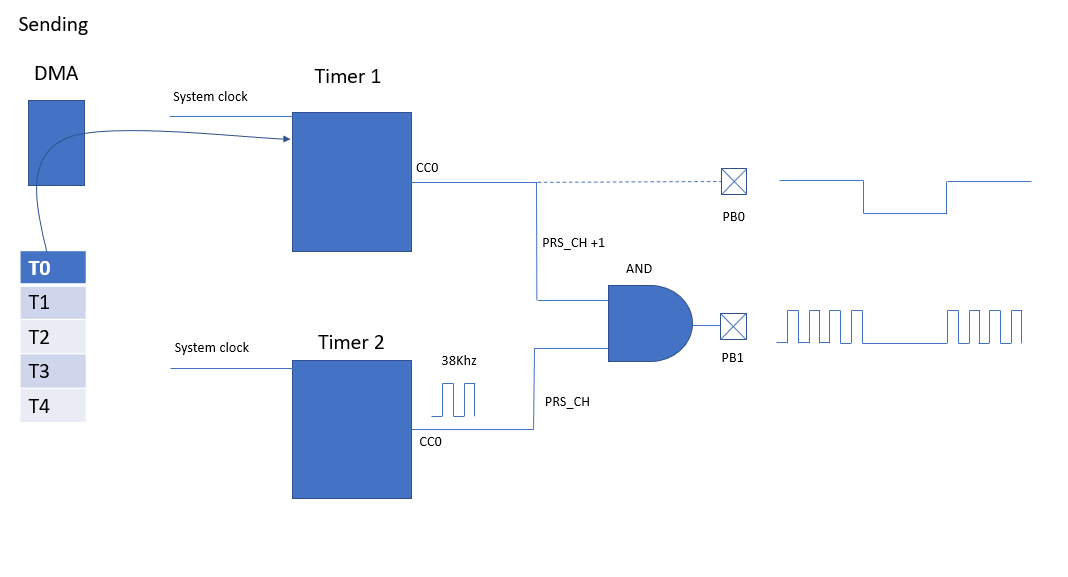 Sending
DMA
Timer 1
System clock
CC0
PB0
PRS_CH +1
AND
T0
T1
T2
T3
T4
System clock
Timer 2
38Khz
PRS_CH
CC0
PB1